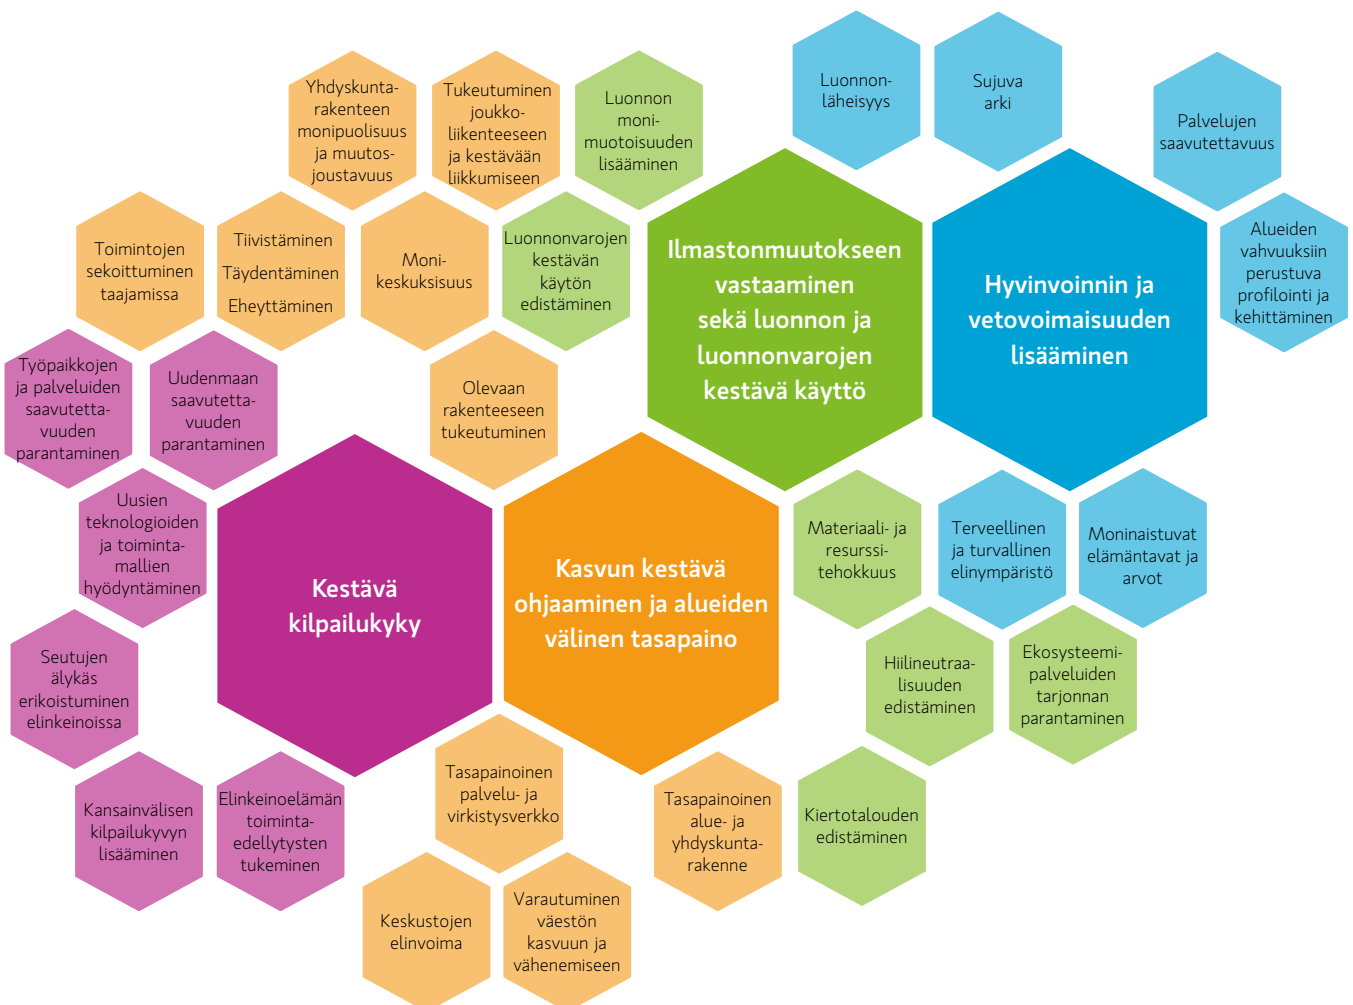 Luonnon-
läheisyys
Sujuva
arki
Palvelujen
saavutettavuus
Yhdyskunta-
rakenteen
monipuolisuus
ja muutos-
joustavuus
Tukeutuminen
joukko-
liikenteeseen
ja kestävään
liikkumiseen
Luonnon
moni-
muotoisuuden
lisääminen
Toimintojen
sekoittuminen
taajamissa
Tiivistäminen
Täydentäminen
Eheyttäminen
Moni-
keskuksisuus
Luonnonvarojen
kestävän
käytön
edistäminen
Ilmastonmuutokseen
vastaaminen
sekä luonnon ja
luonnonvarojen
kestävä käyttö
Hyvinvoinnin ja
vetovoimaisuuden
lisääminen
Alueiden
vahvuuksiin
perustuva
profilointi ja
kehittäminen
Työpaikkojen
ja palveluiden
saavutetta-
vuuden
parantaminen
Uudenmaan
saavutetta-
vuuden
parantaminen
Olevaan
rakenteeseen
tukeutuminen
Uusien
teknologioiden
ja toiminta-
mallien
hyödyntäminen
Kestävä
kilpailukyky
Kasvun kestävä
ohjaaminen ja alueiden
välinen tasapaino
Materiaali- ja
resurssi-
tehokkuus
Terveellinen
ja turvallinen
elinympäristö
Moninaistuvat
elämäntavat ja
arvot
Seutujen
älykäs
erikoistuminen
elinkeinoissa
Hiilineutraa-
lisuuden
edistäminen
Ekosysteemi-
palveluiden
tarjonnan
parantaminen
Kansainvälisen
kilpailukyvyn
lisääminen
Elinkeinoelämän
toiminta-
edellytysten
tukeminen
Tasapainoinen
palvelu- ja
virkistysverkko
Tasapainoinen
alue- ja
yhdyskunta-
rakenne
Kiertotalouden
edistäminen
Keskustojen
elinvoima
Varautuminen
väestön
kasvuun ja
vähenemiseen